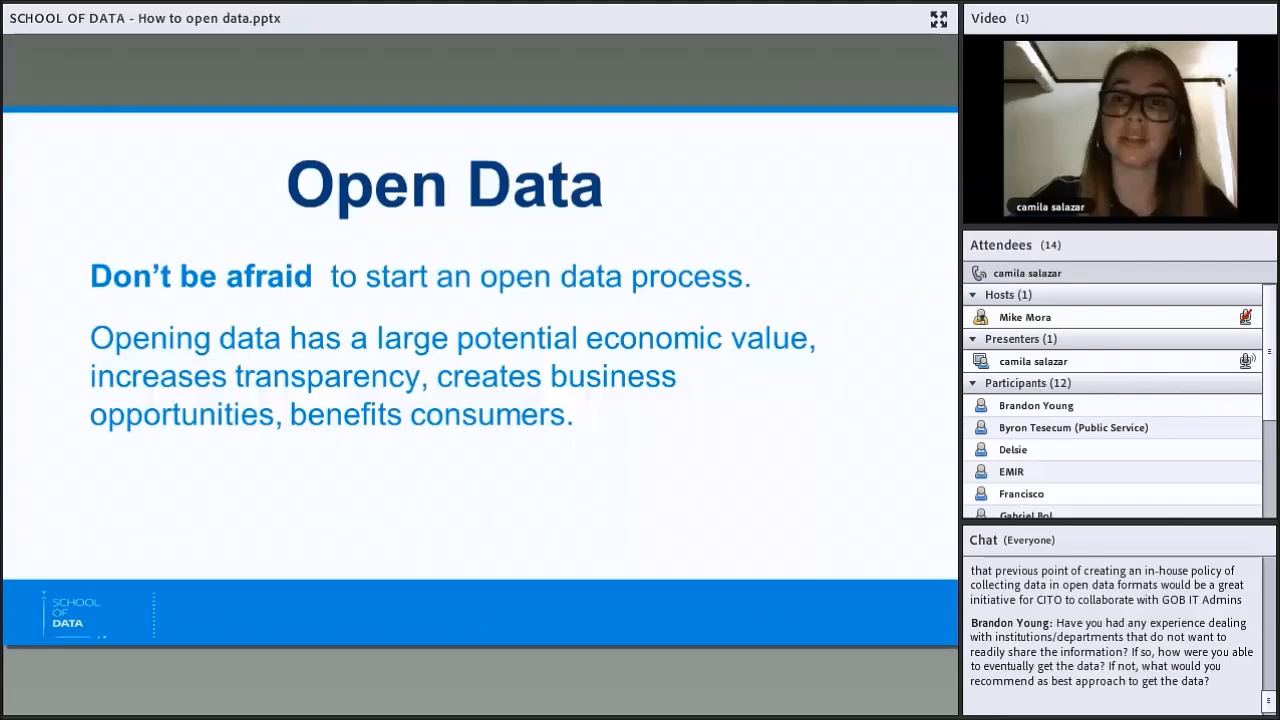 SCHOOL OF DATA - How to open data.pptx
Open Data
Don't be afraid to start an open data process.
Opening data has a large potential economic value,
increases transparency, creates business
opportunities, benefits consumers.
SCHOOL
OF
DATA
Video (1)
camila salazar
Attendees (14)
camila salazar
Hosts (1)
Mike Mora
Presenters (1)
camila salazar
Participants (12)
Brandon Young
Byron Tesecum (Public Service)
Delsie
EMIR
Francisco
Gabriel Bol
Chat (Everyone)
that previous point of creating an in-house policy of
collecting data in open data formats would be a great
initiative for CITO to collaborate with GOB IT Admins
Brandon Young: Have you had any experience dealing
with institutions/departments that do not want to
readily share the information? If so, how were you able
to eventually get the data? If not, what would you
recommend as best approach to get the data?